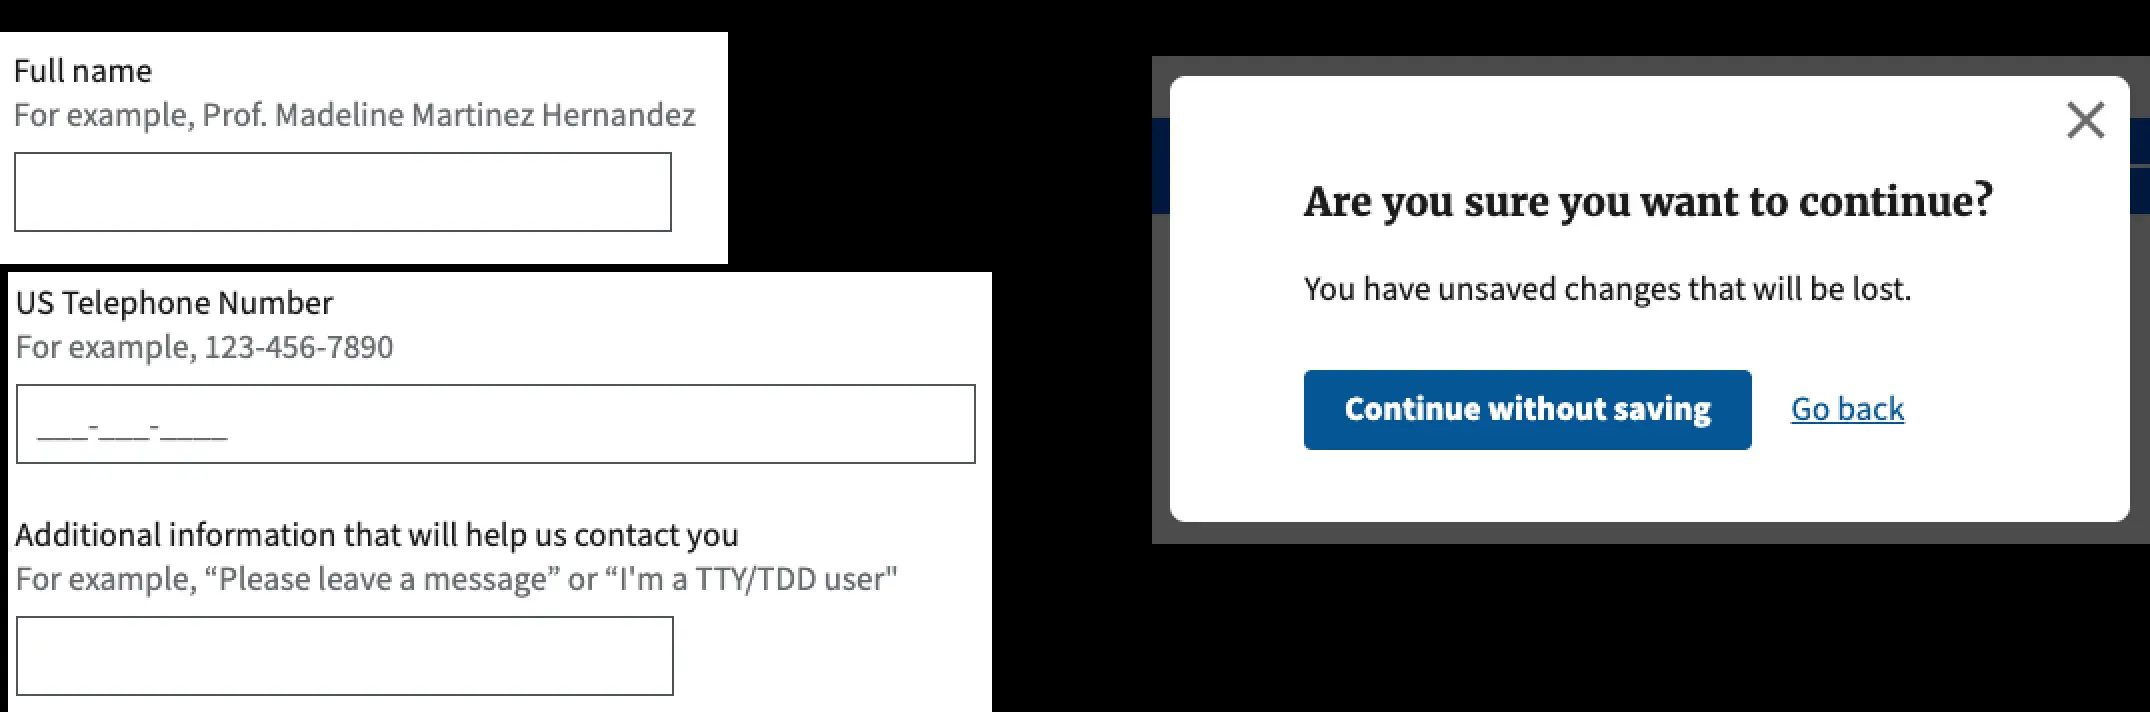 Full name
For example, Prof. Madeline Martinez Hernandez
US Telephone Number
For example, 123-456-7890
___-___-____
Additional information that will help us contact you
For example, “Please leave a message” or “I'm a TTY/TDD user"
Are you sure you want to continue?
You have unsaved changes that will be lost.
Continue without saving
Go back